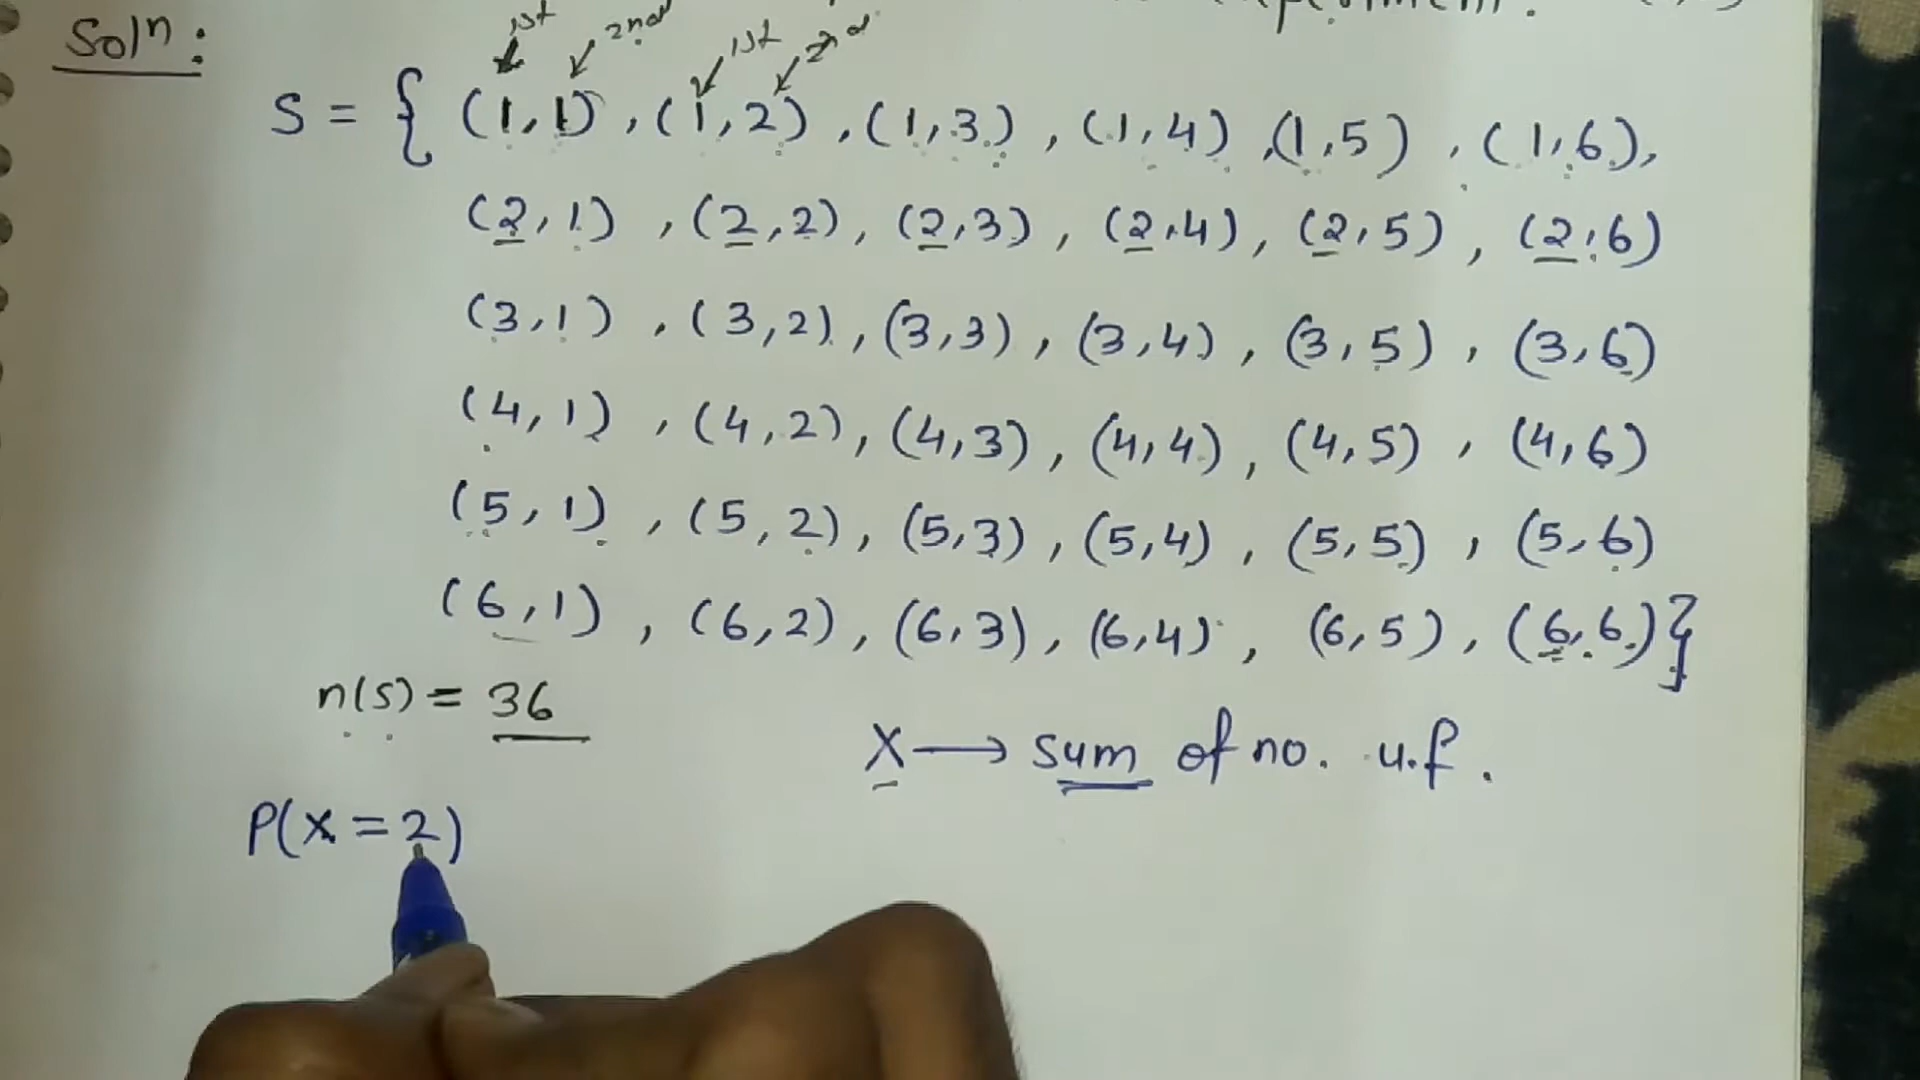 Solⁿ:
1st 2nd 1st 2nd
S = { (1,1), (1,2), (1,3), (1,4), (1,5), (1,6),
(2,1), (2,2), (2,3), (2,4), (2,5), (2,6)
(3,1), (3,2), (3,3), (3,4), (3,5), (3,6)
(4,1), (4,2), (4,3), (4,4), (4,5), (4,6)
(5,1), (5,2), (5,3), (5,4), (5,5), (5,6)
(6,1), (6,2), (6,3), (6,4), (6,5), (6,6)}
n(s) = 36
X → sum of no. u.f.
P(X=2)